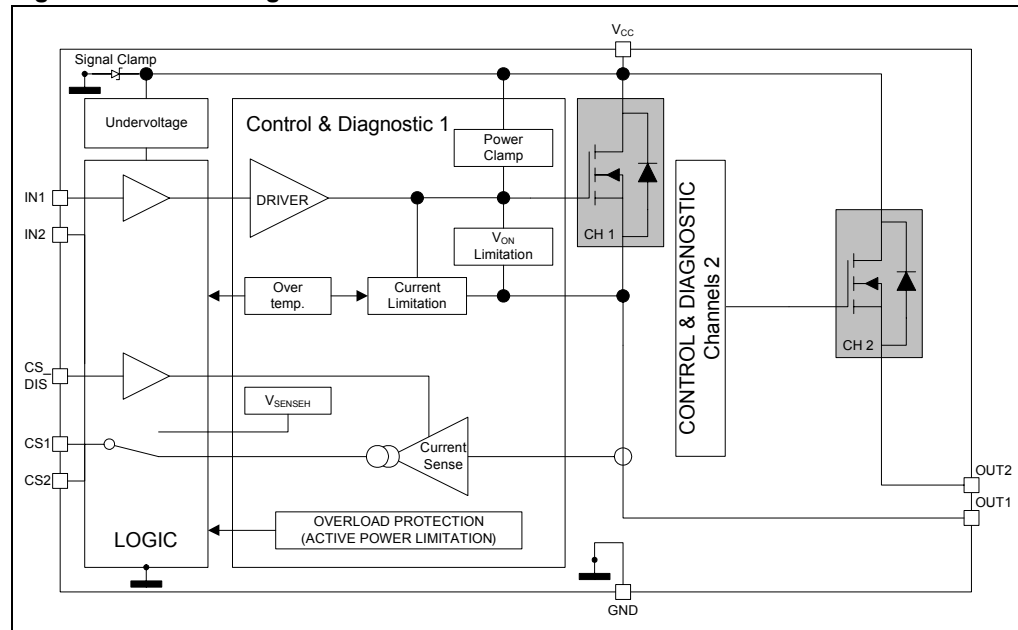 VCC
Signal Clamp
Undervoltage
Control & Diagnostic 1
Power
Clamp
IN1
DRIVER
IN2
VON
Limitation
CH 1
CONTROL & DIAGNOSTIC
Channels 2
Over
temp.
Current
Limitation
CH 2
CS_
DIS
VSENSEH
CS1
Current
Sense
CS2
OUT2
OUT1
OVERLOAD PROTECTION
(ACTIVE POWER LIMITATION)
LOGIC
GND